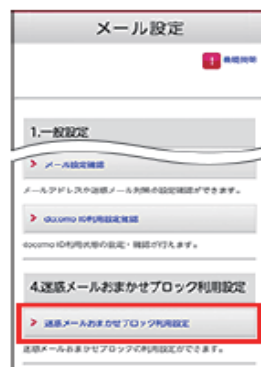 メール設定
機能説明
1.一般設定
メール設定確認
メールアドレスや迷惑メール対策の設定確認ができます。
docomo ID利用設定確認
docomo ID利用状態の設定・確認が行えます。
4.迷惑メールおまかせブロック利用設定
迷惑メールおまかせブロック利用設定
迷惑メールおまかせブロックの利用設定ができます。